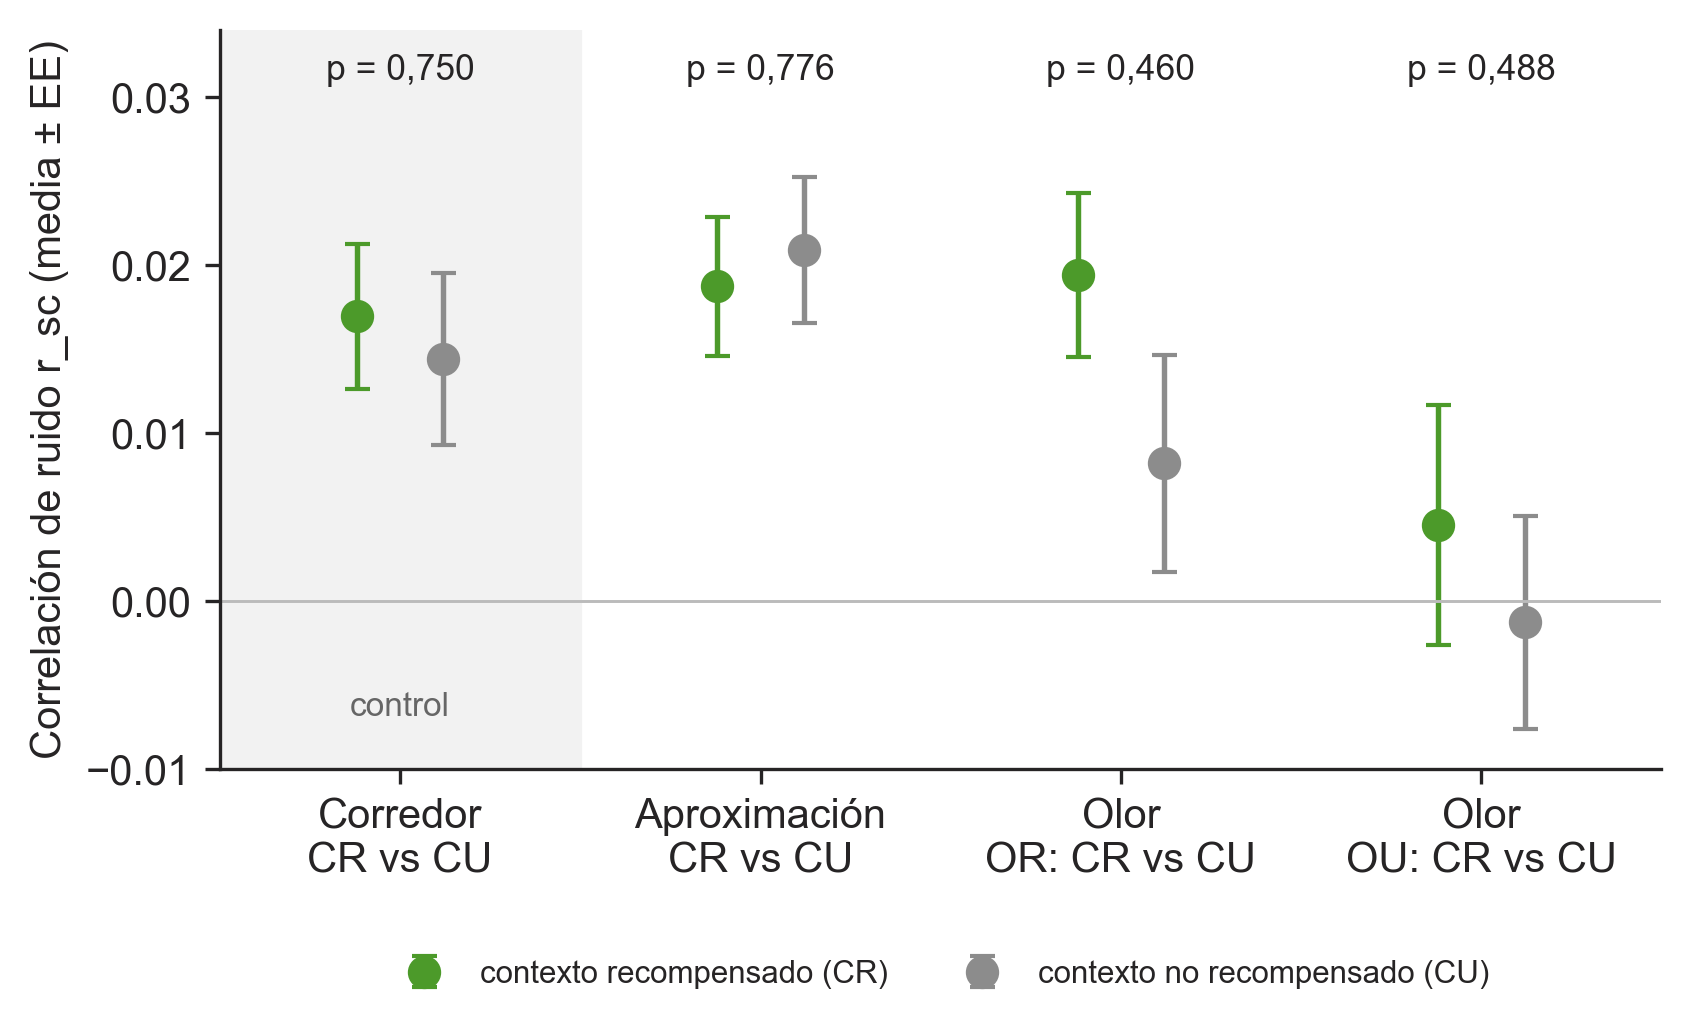 p = 0,750
p = 0,776
p = 0,460
p = 0,488
Correlación de ruido r_sc (media ± EE)
0.03
0.02
0.01
0.00
−0.01
control
Corredor
CR vs CU
Aproximación
CR vs CU
Olor
OR: CR vs CU
Olor
OU: CR vs CU
contexto recompensado (CR)
contexto no recompensado (CU)